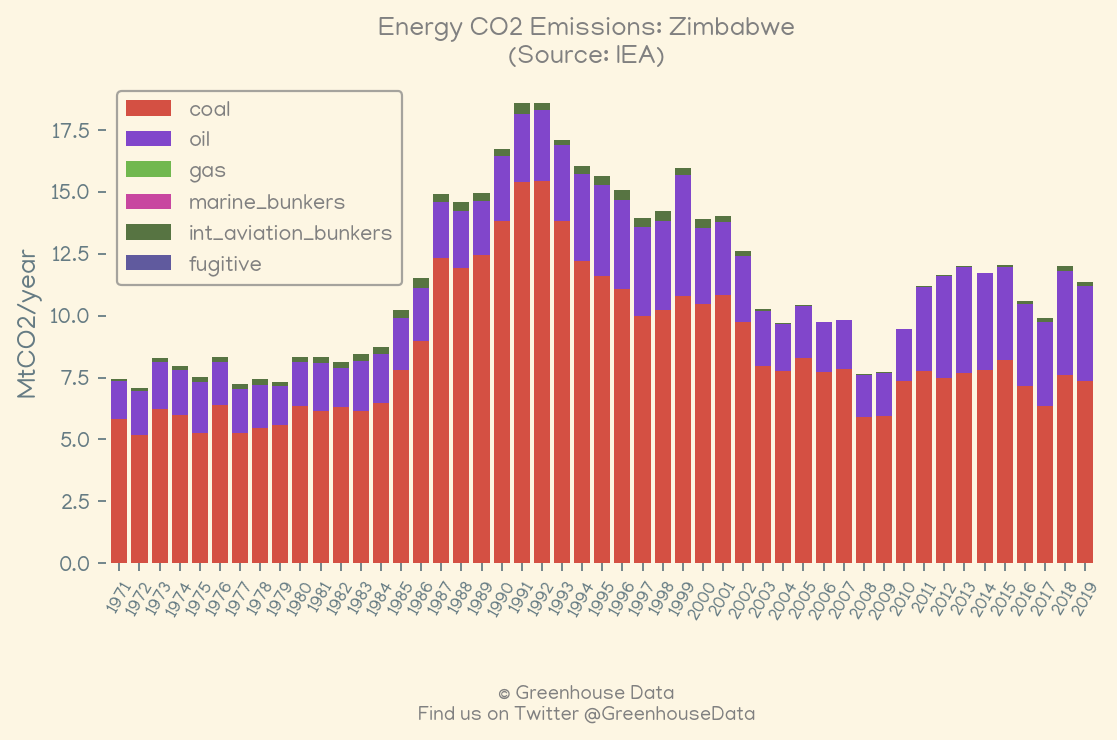 Energy CO2 Emissions: Zimbabwe
(Source: IEA)
coal
oil
gas
marine_bunkers
int_aviation_bunkers
fugitive
MtCO2/year
17.5
15.0
12.5
10.0
7.5
5.0
2.5
0.0
1971 1972 1973 1974 1975 1976 1977 1978 1979 1980 1981 1982 1983 1984 1985 1986 1987 1988 1989 1990 1991 1992 1993 1994 1995 1996 1997 1998 1999 2000 2001 2002 2003 2004 2005 2006 2007 2008 2009 2010 2011 2012 2013 2014 2015 2016 2017 2018 2019
© Greenhouse Data
Find us on Twitter @GreenhouseData